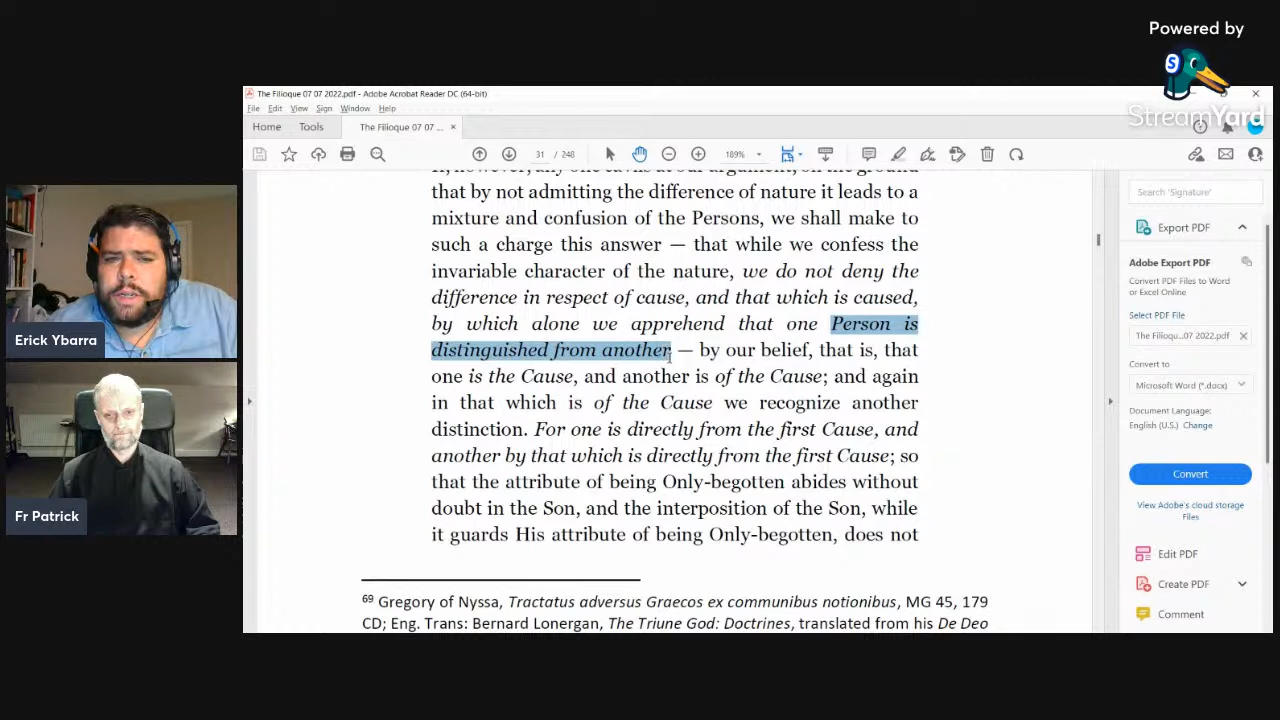 Powered by
S
StreamYard
The Filioque 07 07 2022.pdf - Adobe Acrobat Reader DC (64-bit)
File Edit View Sign Window Help
Home Tools The Filioque 07 07 ... ×
31 / 248 189%
that by not admitting the difference of nature it leads to a
mixture and confusion of the Persons, we shall make to
such a charge this answer — that while we confess the
invariable character of the nature, we do not deny the
difference in respect of cause, and that which is caused,
by which alone we apprehend that one Person is
distinguished from another — by our belief, that is, that
one is the Cause, and another is of the Cause; and again
in that which is of the Cause we recognize another
distinction. For one is directly from the first Cause, and
another by that which is directly from the first Cause; so
that the attribute of being Only-begotten abides without
doubt in the Son, and the interposition of the Son, while
it guards His attribute of being Only-begotten, does not
69 Gregory of Nyssa, Tractatus adversus Graecos ex communibus notionibus, MG 45, 179
CD; Eng. Trans: Bernard Lonergan, The Triune God: Doctrines, translated from his De Deo
Search 'Signature'
Export PDF
Adobe Export PDF
Convert PDF Files to Word
or Excel Online
Select PDF File
The Filioqu...07 2022.pdf ×
Convert to
Microsoft Word (*.docx)
Document Language:
English (U.S.) Change
Convert
View Adobe's cloud storage
Files
Edit PDF
Create PDF
Comment
Erick Ybarra
Fr Patrick